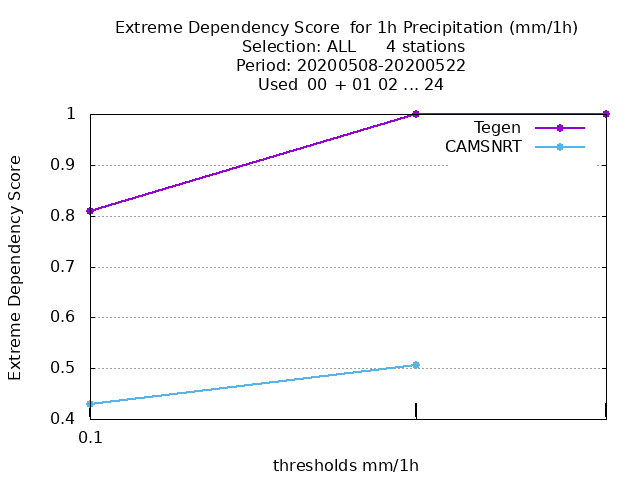 Extreme Dependency Score  for 1h Precipitation (mm/1h)
Selection: ALL      4 stations
Period: 20200508-20200522
Used  00  + 01 02 ... 24
Tegen
CAMSNRT
1
0.9
0.8
0.7
0.6
0.5
0.4
Extreme Dependency Score
0.1
thresholds mm/1h